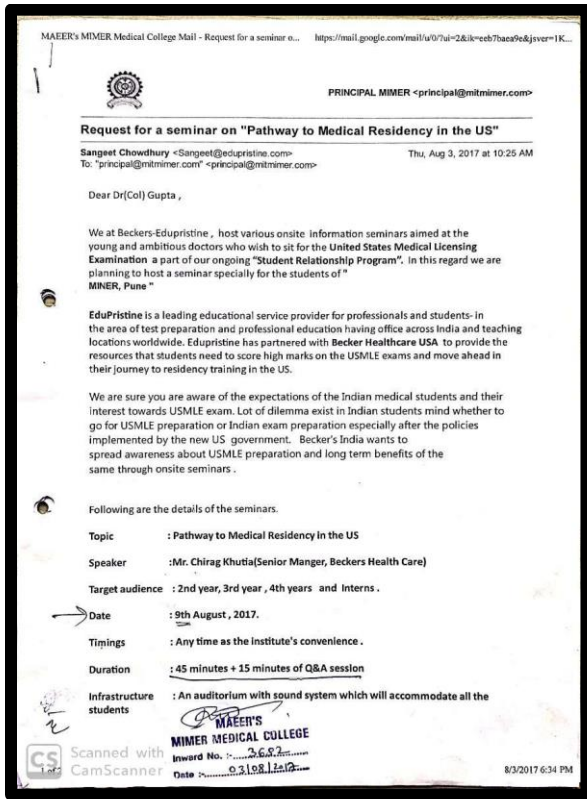 MAEER's MIMER Medical College Mail - Request for a seminar o... https://mail.google.com/mail/u/0/?ui=2&ik=eeb7baea9e&jsver=1K...
PRINCIPAL MIMER <principal@mitmimer.com>
Request for a seminar on "Pathway to Medical Residency in the US"
Sangeet Chowdhury <Sangeet@edupristine.com> Thu, Aug 3, 2017 at 10:25 AM
To: "principal@mitmimer.com" <principal@mitmimer.com>
Dear Dr(Col) Gupta ,
We at Beckers-Edupristine , host various onsite information seminars aimed at the
young and ambitious doctors who wish to sit for the United States Medical Licensing
Examination a part of our ongoing "Student Relationship Program". In this regard we are
planning to host a seminar specially for the students of "
MINER, Pune "
EduPristine is a leading educational service provider for professionals and students- in
the area of test preparation and professional education having office across India and teaching
locations worldwide. Edupristine has partnered with Becker Healthcare USA to provide the
resources that students need to score high marks on the USMLE exams and move ahead in
their journey to residency training in the US.
We are sure you are aware of the expectations of the Indian medical students and their
interest towards USMLE exam. Lot of dilemma exist in Indian students mind whether to
go for USMLE preparation or Indian exam preparation especially after the policies
implemented by the new US government. Becker's India wants to
spread awareness about USMLE preparation and long term benefits of the
same through onsite seminars .
Following are the details of the seminars.
Topic : Pathway to Medical Residency in the US
Speaker :Mr. Chirag Khutia(Senior Manger, Beckers Health Care)
Target audience : 2nd year, 3rd year , 4th years and Interns .
Date : 9th August , 2017.
Timings : Any time as the institute's convenience .
Duration : 45 minutes + 15 minutes of Q&A session
Infrastructure : An auditorium with sound system which will accommodate all the
students
MAEER'S
MIMER MEDICAL COLLEGE
Inward No. :- 3682
Date :- 03/08/2017
CS Scanned with
CamScanner
8/3/2017 6:34 PM